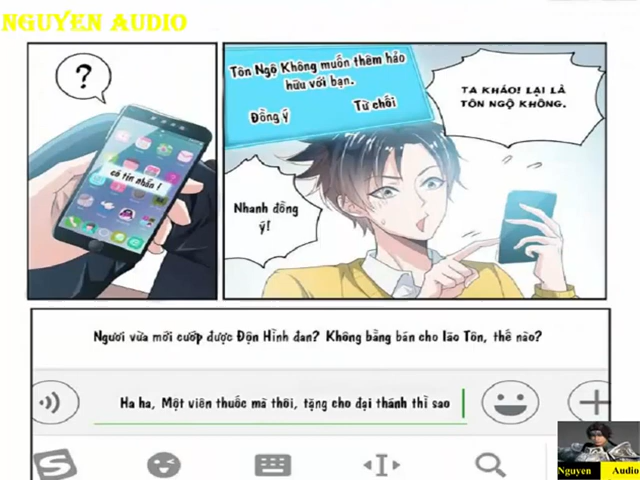 NGUYEN AUDIO
?
có tin nhắn !
Tôn Ngộ Không muốn thêm hảo
hữu với bạn.
Đồng ý
Từ chối
TA KHÁO! LẠI LÀ
TÔN NGỘ KHÔNG.
Nhanh đồng
ý!
Ngươi vừa mới cướp được Độn Hình đan? Không bằng bán cho lão Tôn, thế nào?
Ha ha, Một viên thuốc mà thôi, tặng cho đại thánh thì sao
S
Nguyen Audio